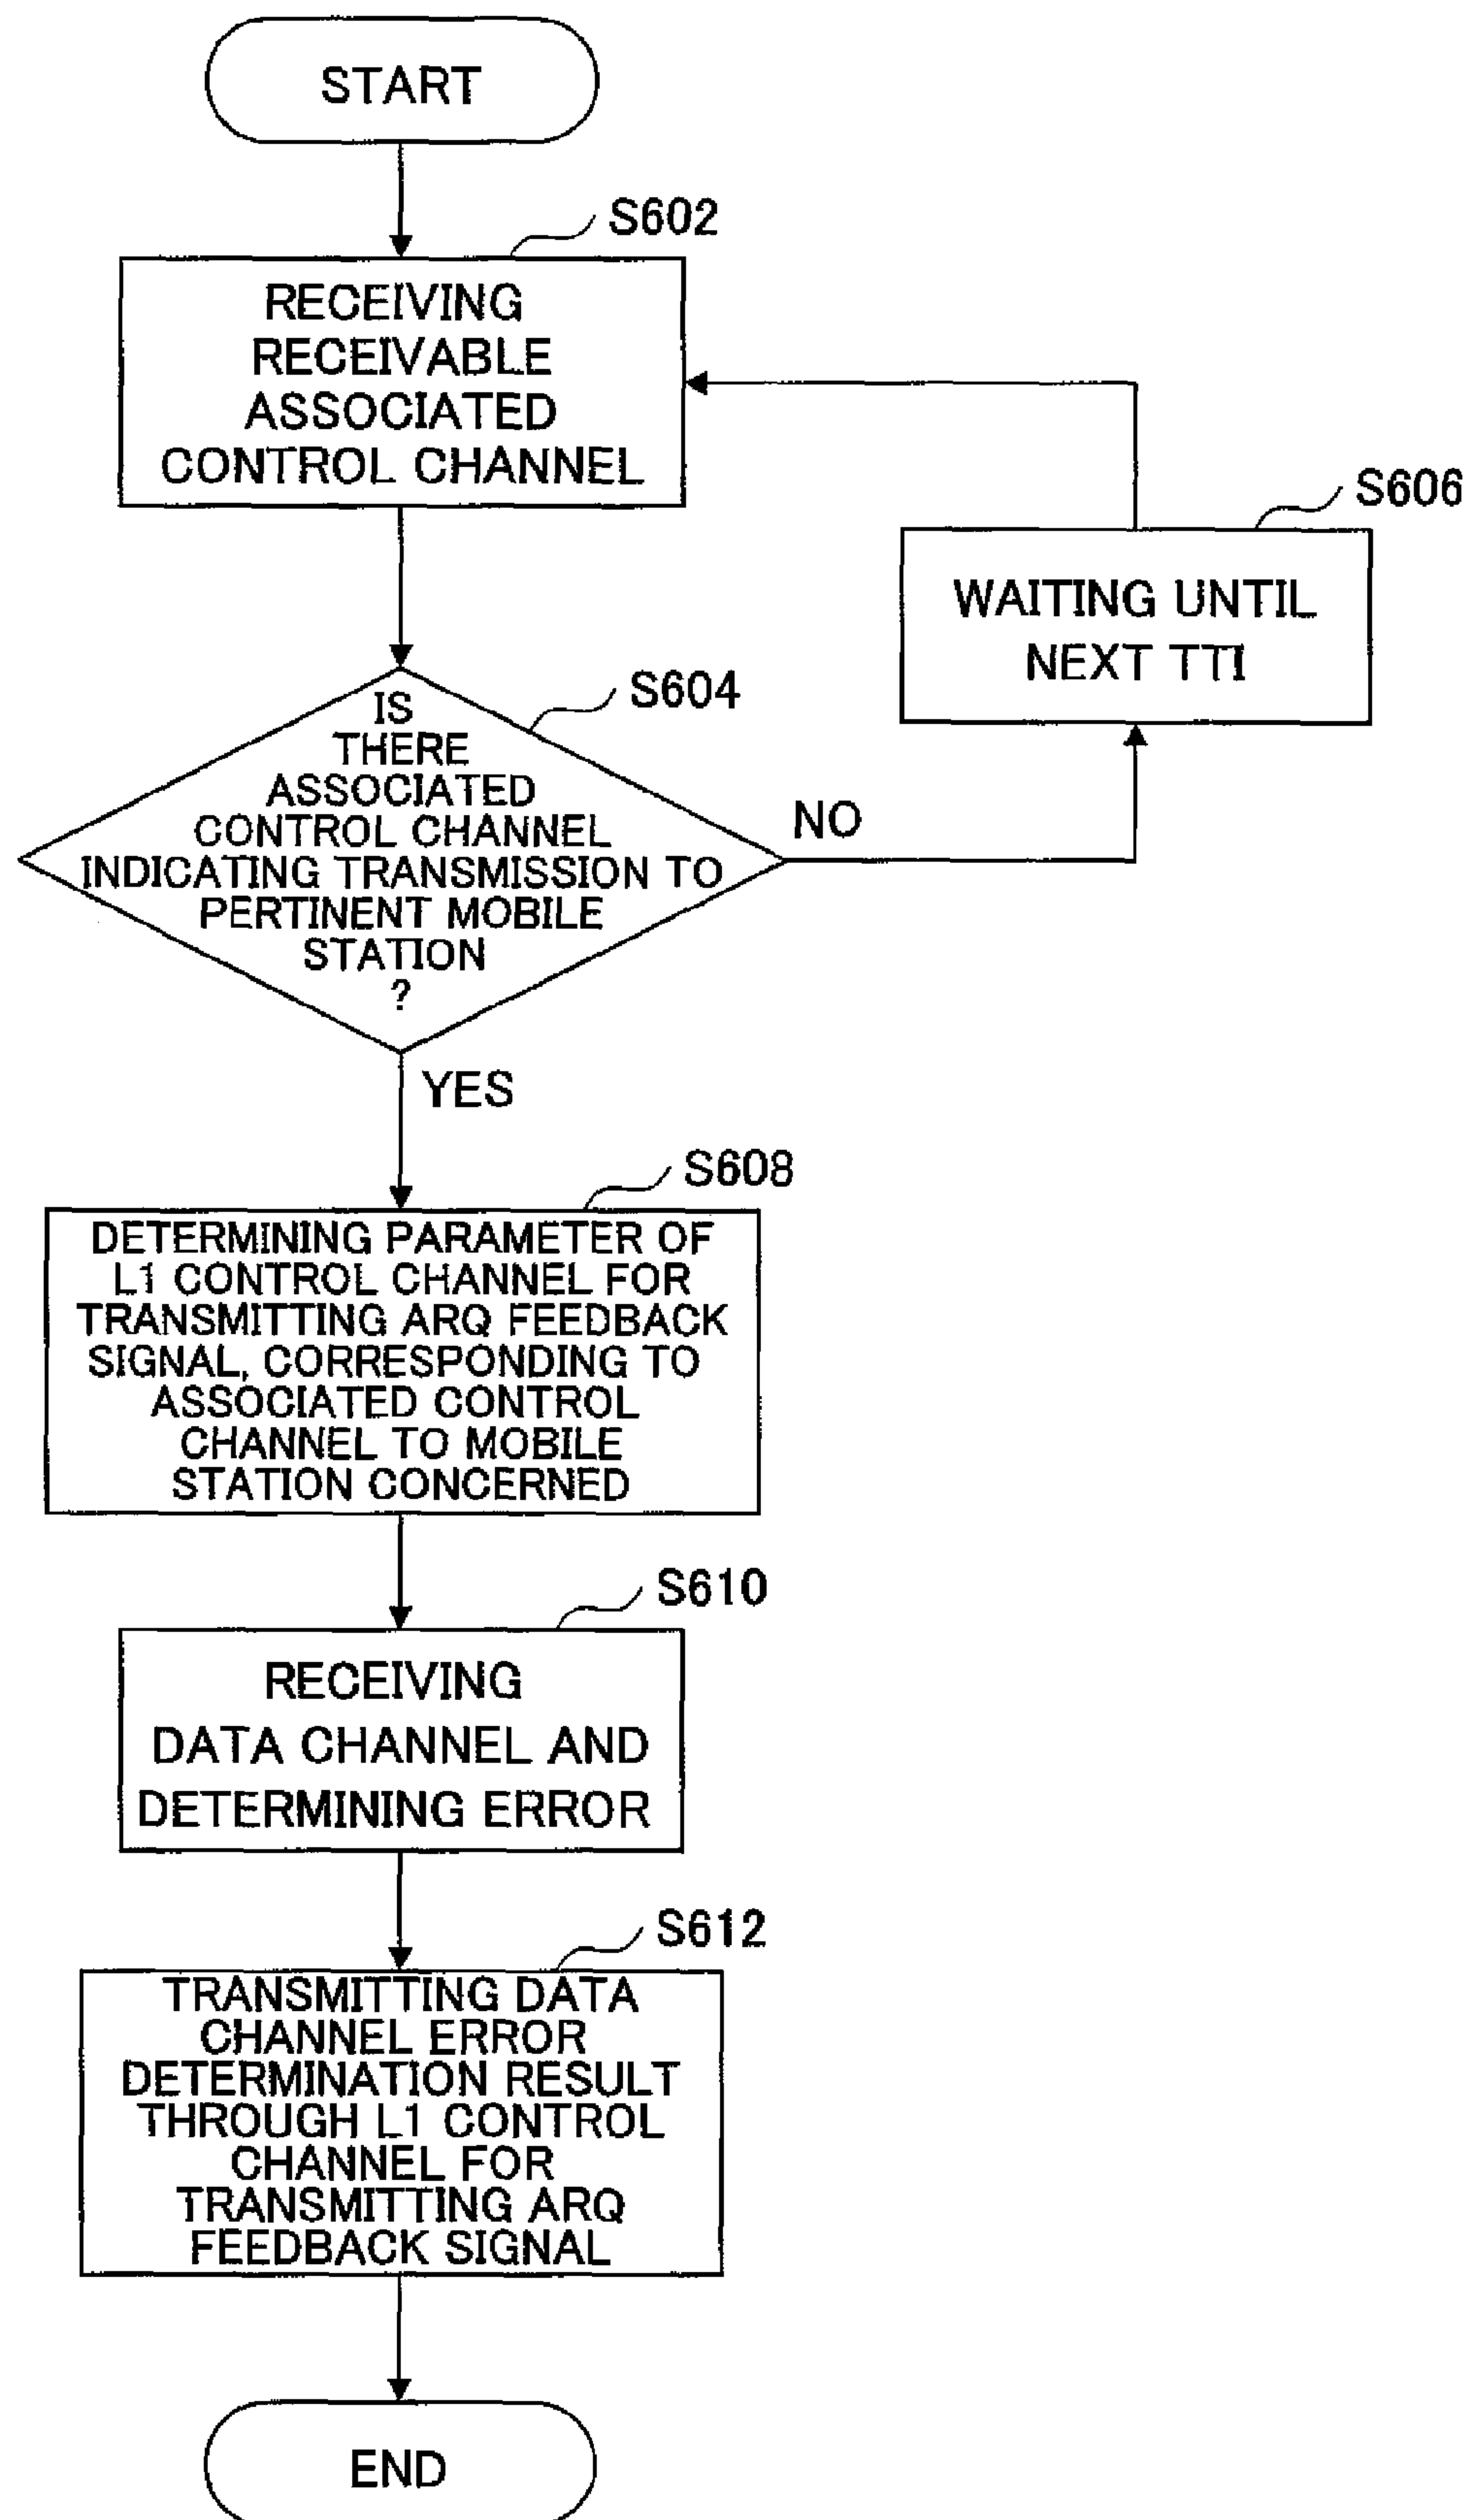 START
S602
RECEIVING
RECEIVABLE
ASSOCIATED
CONTROL CHANNEL
S606
WAITING UNTIL
NEXT TTI
S604
IS
THERE
ASSOCIATED
CONTROL CHANNEL
INDICATING TRANSMISSION TO
PERTINENT MOBILE
STATION
?
NO
YES
S608
DETERMINING PARAMETER OF
L1 CONTROL CHANNEL FOR
TRANSMITTING ARQ FEEDBACK
SIGNAL, CORRESPONDING TO
ASSOCIATED CONTROL
CHANNEL TO MOBILE
STATION CONCERNED
S610
RECEIVING
DATA CHANNEL AND
DETERMINING ERROR
S612
TRANSMITTING DATA
CHANNEL ERROR
DETERMINATION RESULT
THROUGH L1 CONTROL
CHANNEL FOR
TRANSMITTING ARQ
FEEDBACK SIGNAL
END